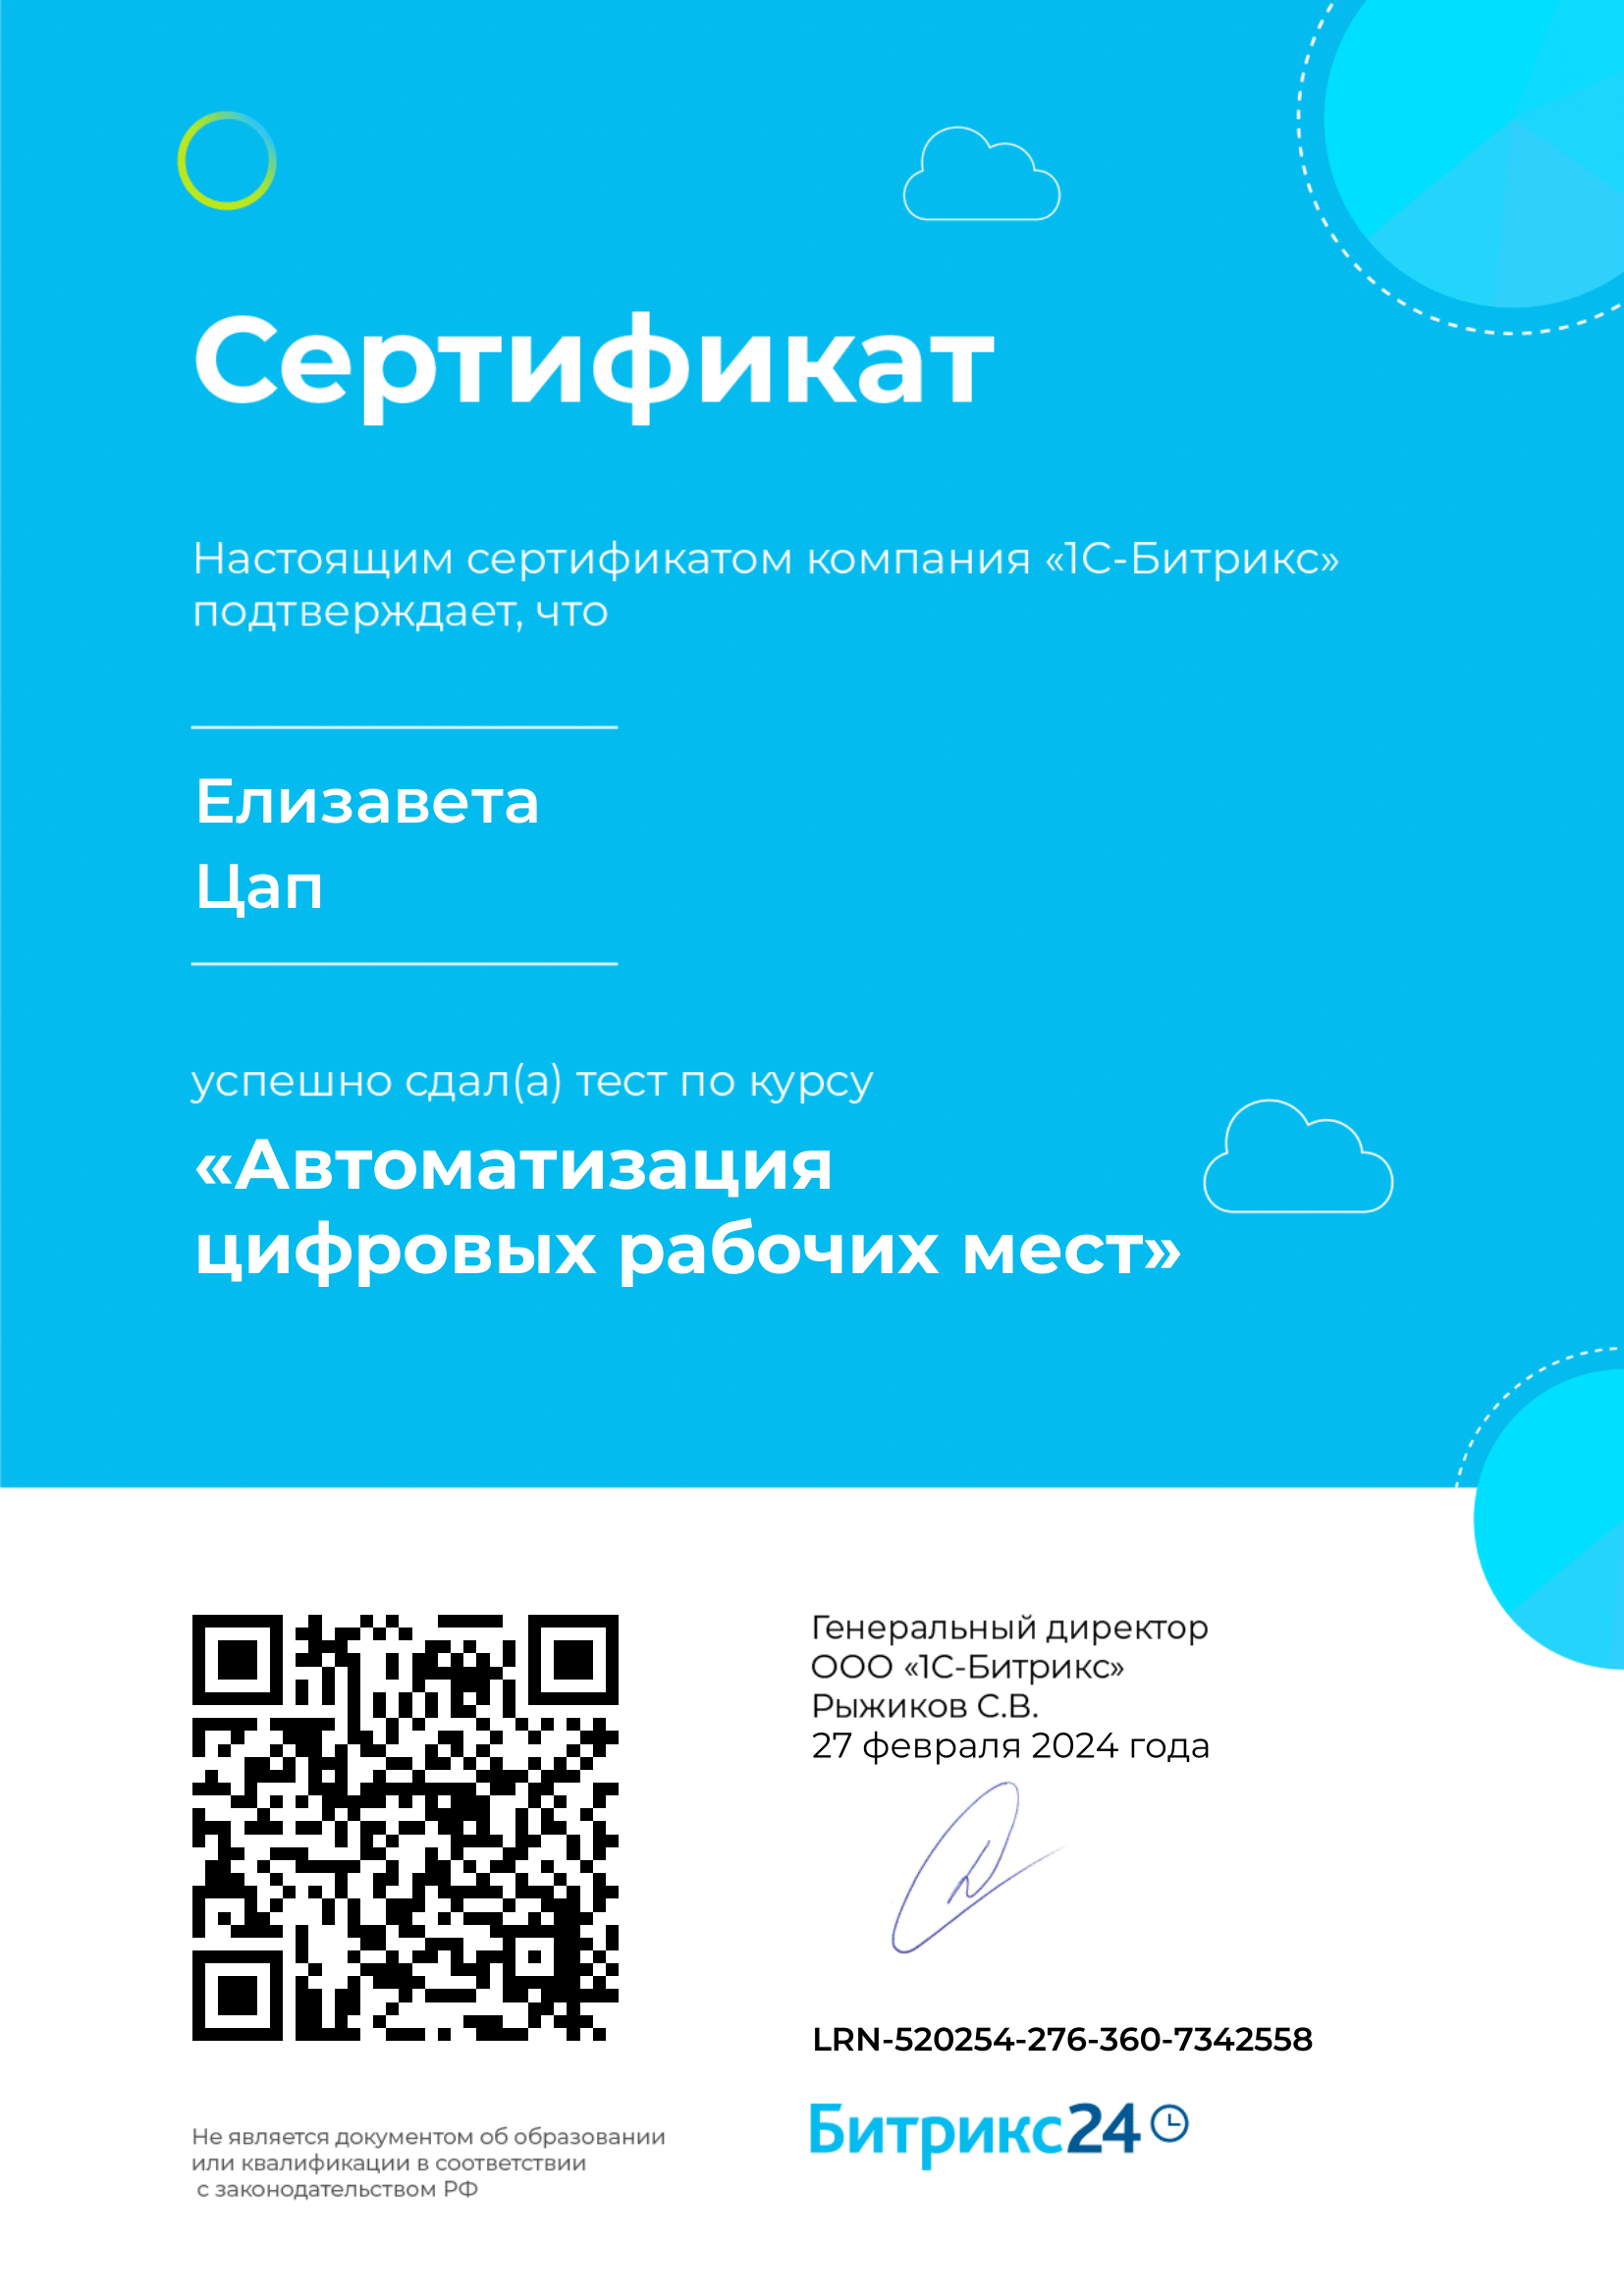 Сертификат
Настоящим сертификатом компания «1С-Битрикс»
подтверждает, что
Елизавета
Цап
успешно сдал(а) тест по курсу
«Автоматизация
цифровых рабочих мест»
Генеральный директор
ООО «1С-Битрикс»
Рыжиков С.В.
27 февраля 2024 года
LRN-520254-276-360-7342558
Битрикс24
Не является документом об образовании
или квалификации в соответствии
с законодательством РФ